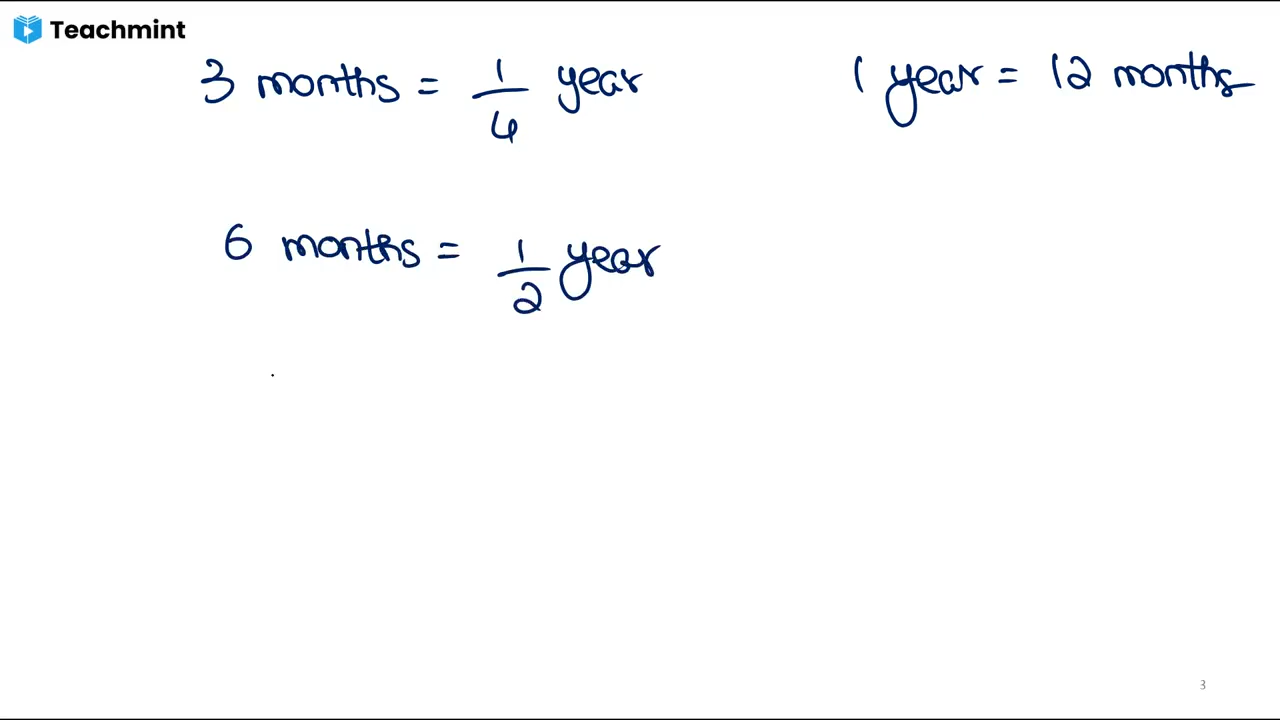 Teachmint
3 months = 1/4 year
1 year = 12 months
6 months = 1/2 year
3